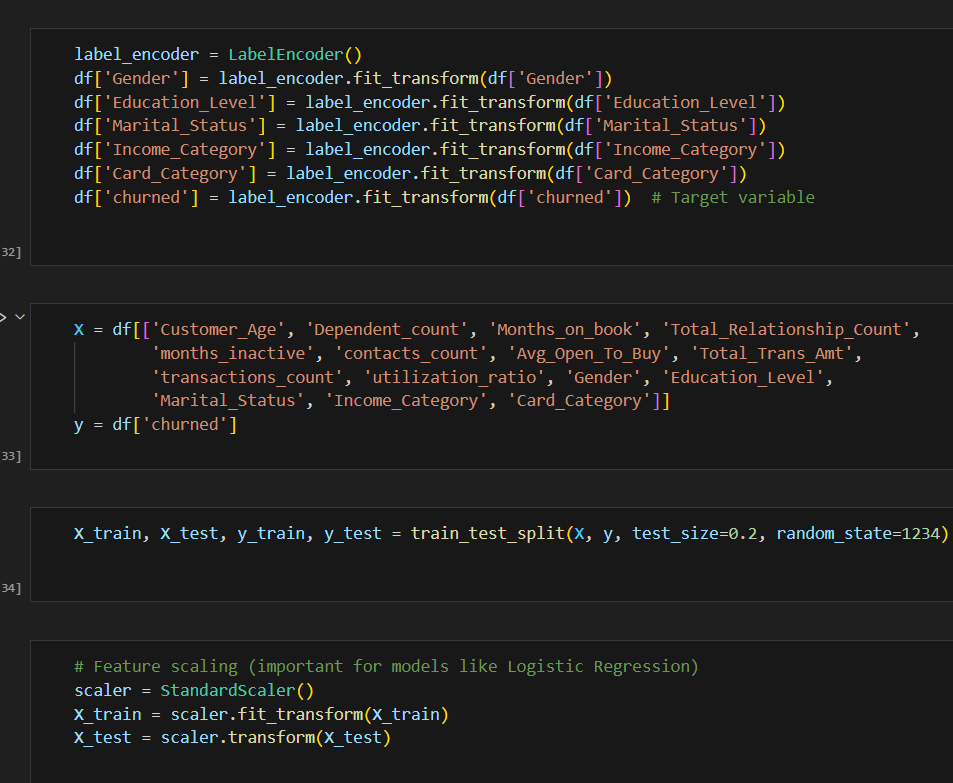 label_encoder = LabelEncoder()
df['Gender'] = label_encoder.fit_transform(df['Gender'])
df['Education_Level'] = label_encoder.fit_transform(df['Education_Level'])
df['Marital_Status'] = label_encoder.fit_transform(df['Marital_Status'])
df['Income_Category'] = label_encoder.fit_transform(df['Income_Category'])
df['Card_Category'] = label_encoder.fit_transform(df['Card_Category'])
df['churned'] = label_encoder.fit_transform(df['churned'])  # Target variable
32]
X = df[['Customer_Age', 'Dependent_count', 'Months_on_book', 'Total_Relationship_Count',
        'months_inactive', 'contacts_count', 'Avg_Open_To_Buy', 'Total_Trans_Amt',
        'transactions_count', 'utilization_ratio', 'Gender', 'Education_Level',
        'Marital_Status', 'Income_Category', 'Card_Category']]
y = df['churned']
33]
X_train, X_test, y_train, y_test = train_test_split(X, y, test_size=0.2, random_state=1234)
34]
# Feature scaling (important for models like Logistic Regression)
scaler = StandardScaler()
X_train = scaler.fit_transform(X_train)
X_test = scaler.transform(X_test)